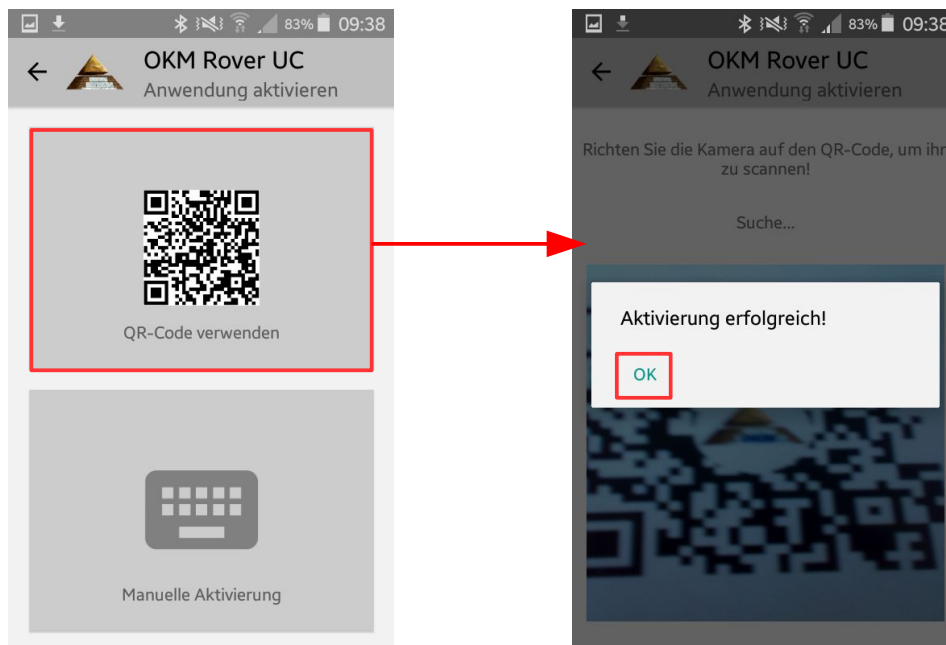 83% 09:38
OKM Rover UC
Anwendung aktivieren
QR-Code verwenden
Manuelle Aktivierung
83% 09:38
OKM Rover UC
Anwendung aktivieren
Richten Sie die Kamera auf den QR-Code, um ihn
zu scannen!
Suche...
Aktivierung erfolgreich!
OK